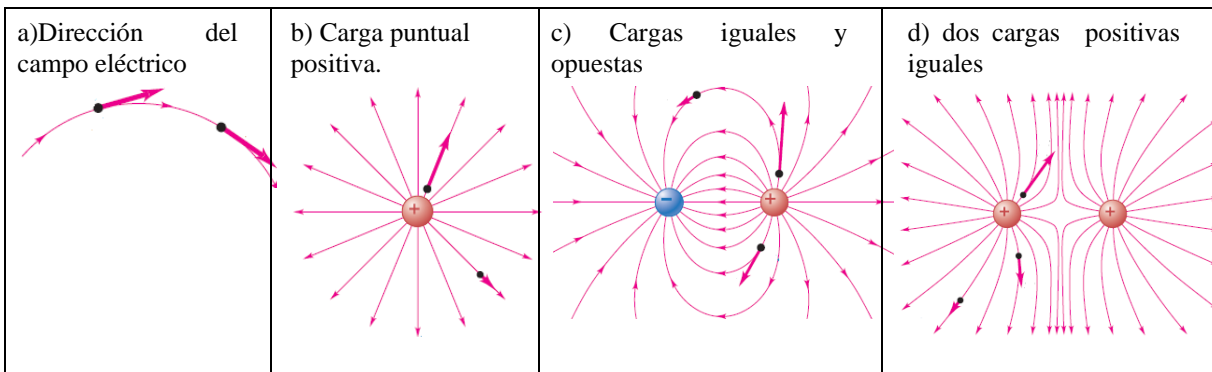 a)Dirección del
campo eléctrico
b) Carga puntual
positiva.
c) Cargas iguales y
opuestas
d) dos cargas positivas
iguales
+
−
+
+
+